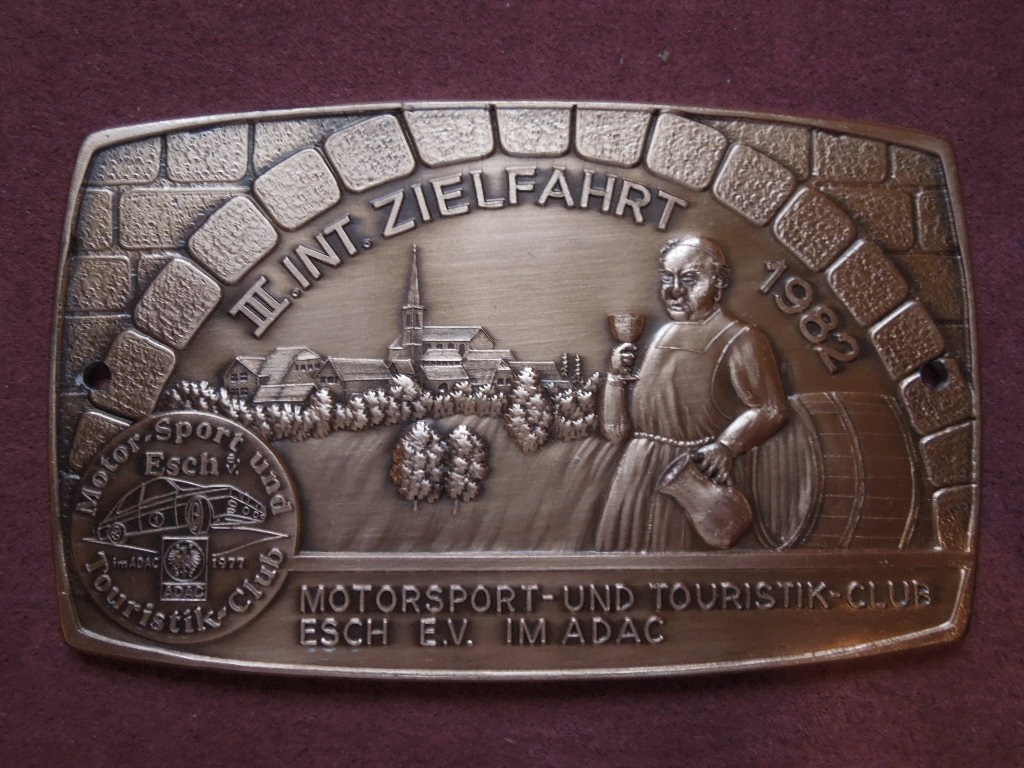 III. INT. ZIELFAHRT 1982
Motor-Sport und
Esch e.V.
im ADAC 1977
ADAC
Touristik-Club
MOTORSPORT- UND TOURISTIK-CLUB
ESCH E.V. IM ADAC